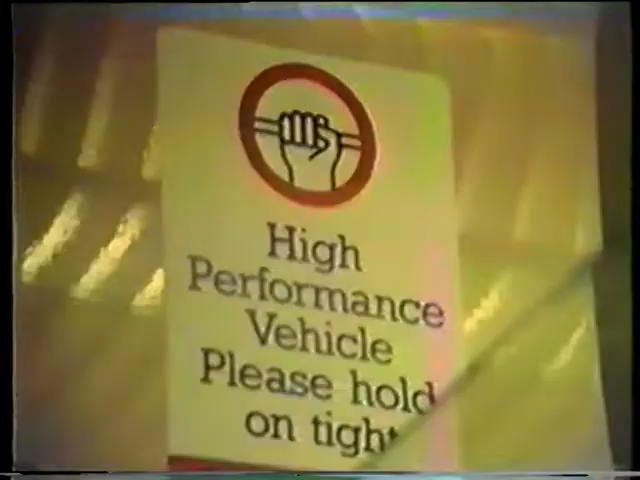 High
Performance
Vehicle
Please hold
on tight